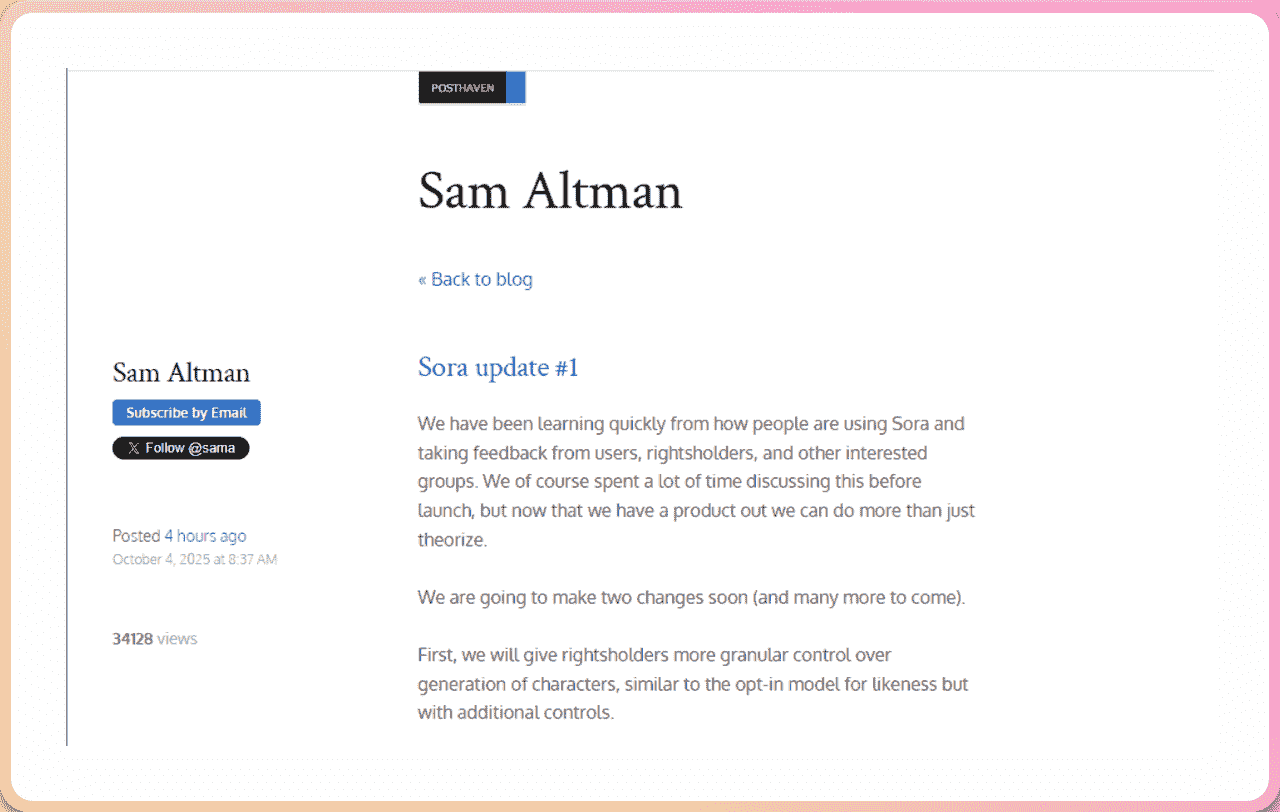 POSTHAVEN
Sam Altman
« Back to blog
Sam Altman
Subscribe by Email
X Follow @sama
Posted 4 hours ago
October 4, 2025 at 8:37 AM
34128 views
Sora update #1
We have been learning quickly from how people are using Sora and
taking feedback from users, rightsholders, and other interested
groups. We of course spent a lot of time discussing this before
launch, but now that we have a product out we can do more than just
theorize.
We are going to make two changes soon (and many more to come).
First, we will give rightsholders more granular control over
generation of characters, similar to the opt-in model for likeness but
with additional controls.